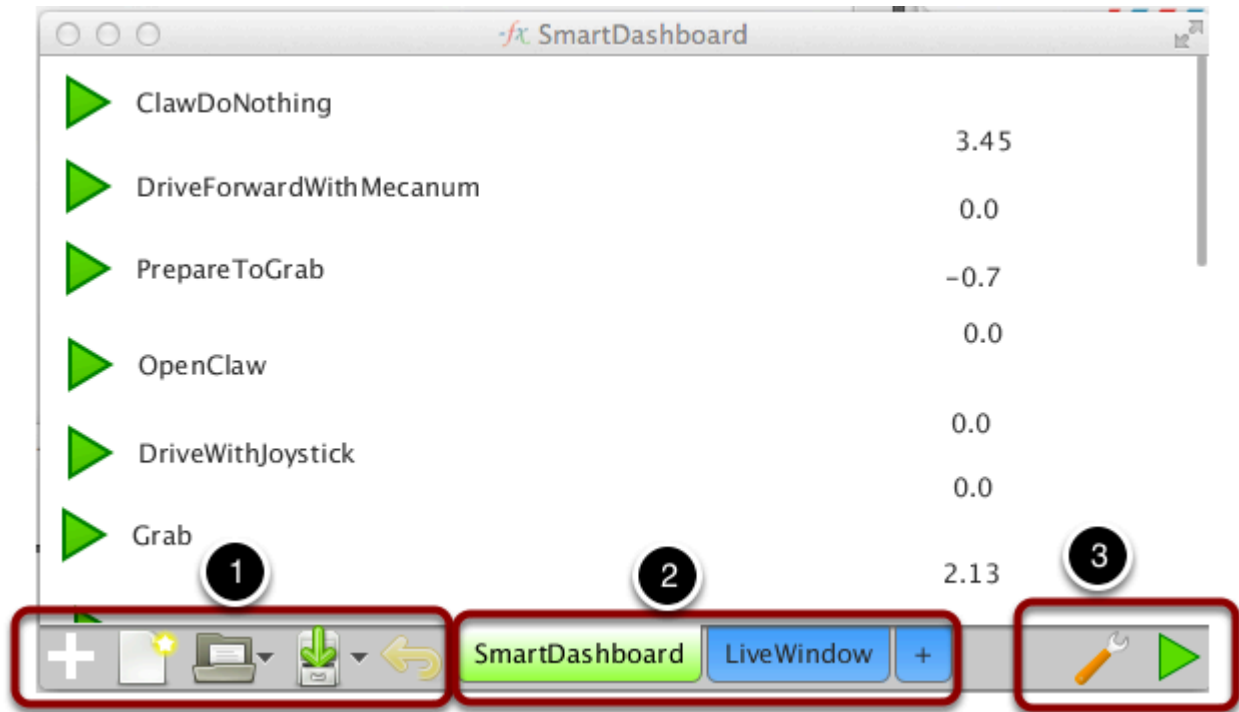 -fx SmartDashboard
ClawDoNothing
3.45
DriveForwardWithMecanum
0.0
PrepareToGrab
-0.7
0.0
OpenClaw
0.0
DriveWithJoystick
0.0
Grab
1
2
2.13
3
SmartDashboard
LiveWindow
+